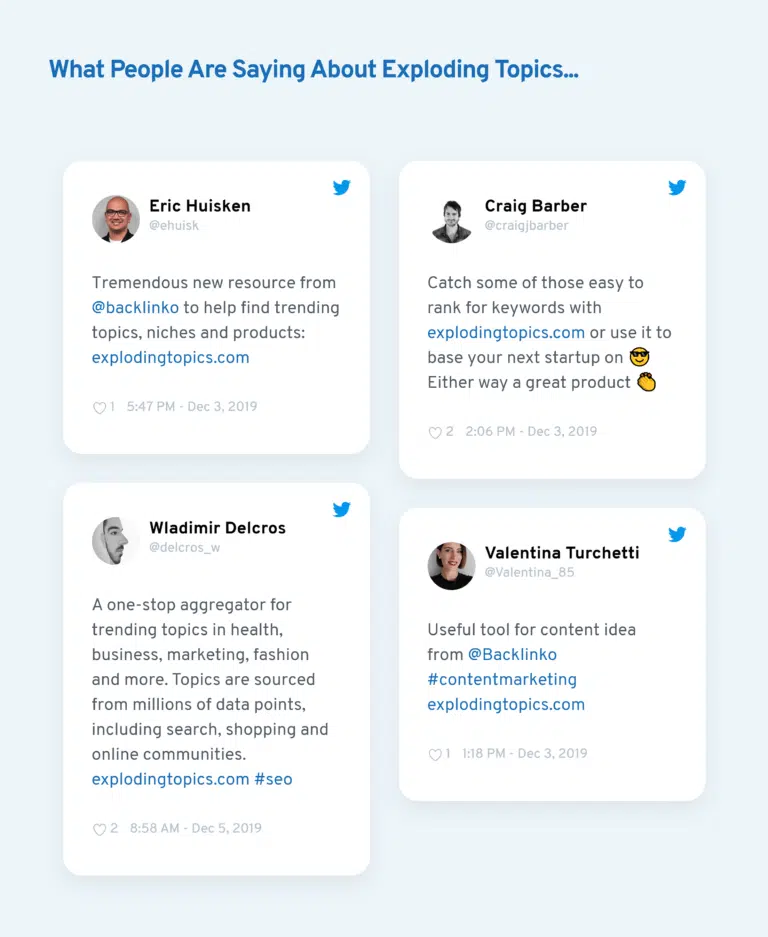 What People Are Saying About Exploding Topics...
Eric Huisken
@ehuisk
Tremendous new resource from
@backlinko to help find trending
topics, niches and products:
explodingtopics.com
1 5:47 PM - Dec 3, 2019
Craig Barber
@craigjbarber
Catch some of those easy to
rank for keywords with
explodingtopics.com or use it to
base your next startup on 😎
Either way a great product 👏
2 2:06 PM - Dec 3, 2019
Wladimir Delcros
@delcros_w
A one-stop aggregator for
trending topics in health,
business, marketing, fashion
and more. Topics are sourced
from millions of data points,
including search, shopping and
online communities.
explodingtopics.com #seo
2 8:58 AM - Dec 5, 2019
Valentina Turchetti
@Valentina_85
Useful tool for content idea
from @Backlinko
#contentmarketing
explodingtopics.com
1 1:18 PM - Dec 3, 2019